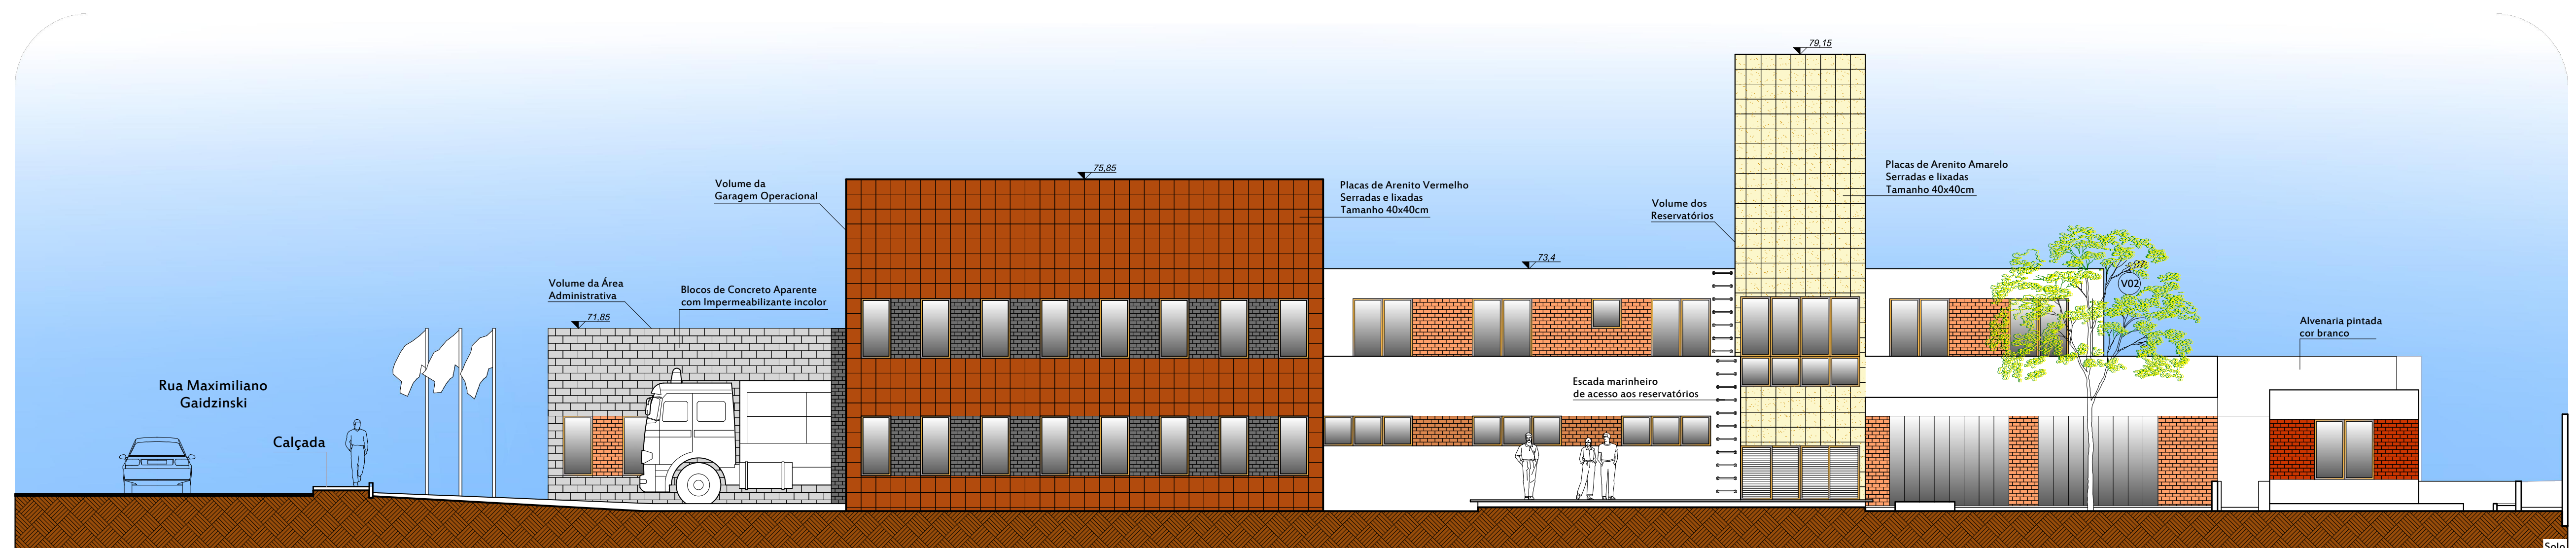 79,15
75,85
Placas de Arenito Amarelo
Serradas e lixadas
Tamanho 40x40cm
Volume da
Garagem Operacional
Placas de Arenito Vermelho
Serradas e lixadas
Tamanho 40x40cm
Volume dos
Reservatórios
73,4
Volume da Área
Administrativa
Blocos de Concreto Aparente
com Impermeabilizante incolor
V02
71,85
Alvenaria pintada
cor branco
Rua Maximiliano
Gaidzinski
Escada marinheiro
de acesso aos reservatórios
Calçada
Solo